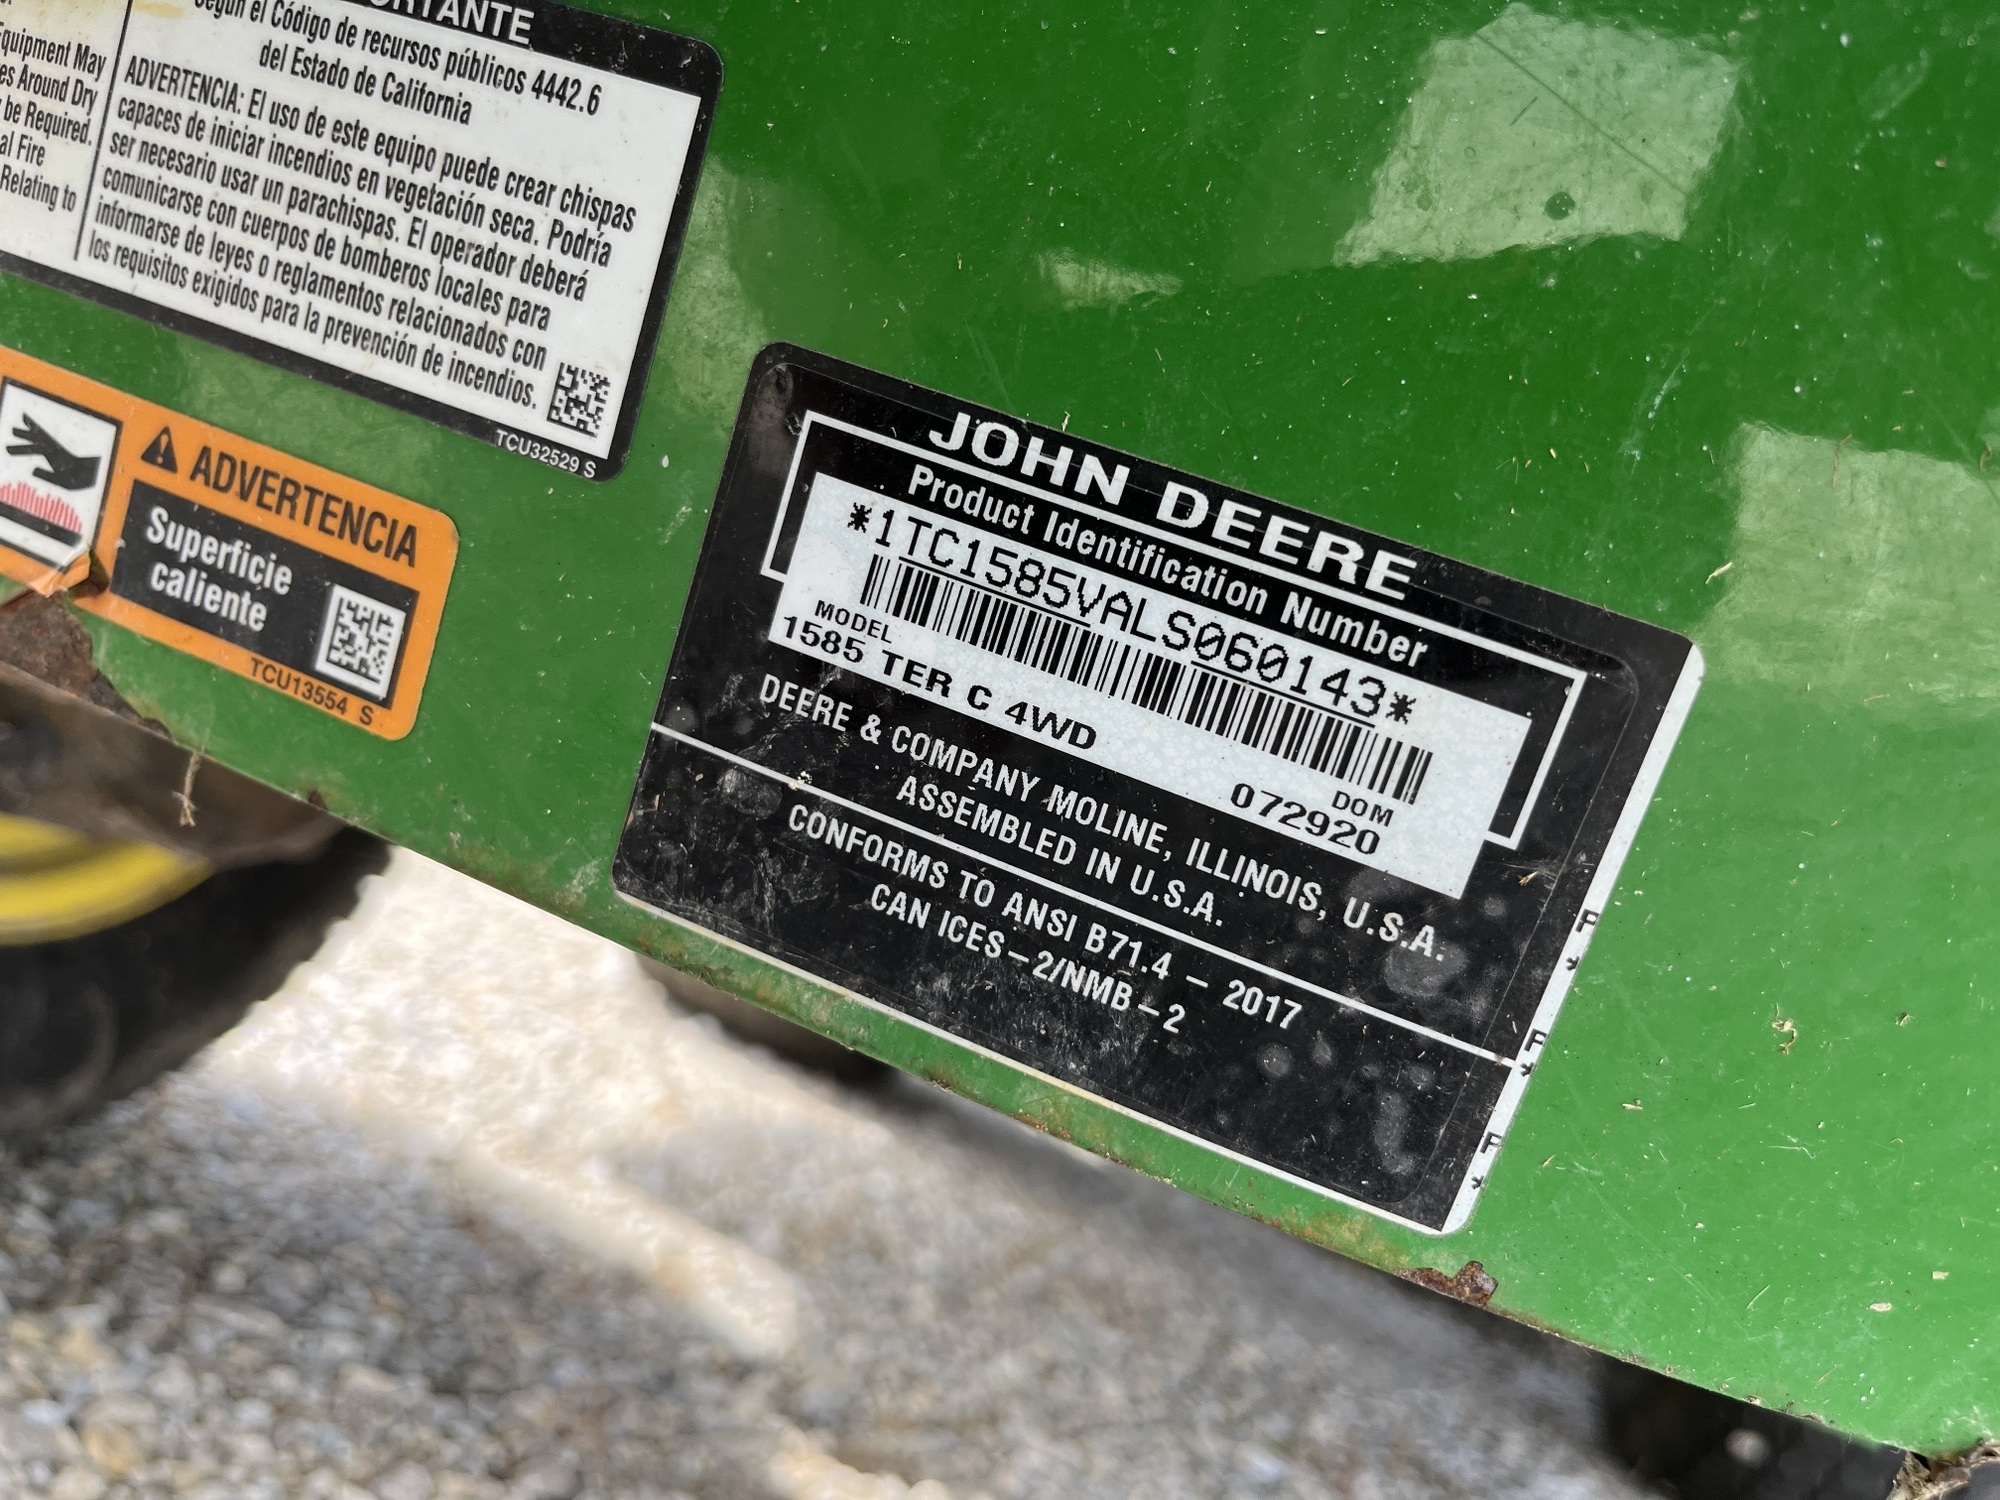 quipment May
es Around Dry
be Required.
al Fire
Relating to
ORTANTE
Según el Código de recursos públicos 4442.6
del Estado de California
ADVERTENCIA: El uso de este equipo puede crear chispas
capaces de iniciar incendios en vegetación seca. Podría
ser necesario usar un parachispas. El operador deberá
comunicarse con cuerpos de bomberos locales para
informarse de leyes o reglamentos relacionados con
los requisitos exigidos para la prevención de incendios.
TCU32529 S
ADVERTENCIA
Superficie
caliente
TCU13554 S
JOHN DEERE
Product Identification Number
*1TC1585VALS060143*
MODEL
1585 TER C 4WD
DOM
072920
DEERE & COMPANY MOLINE, ILLINOIS, U.S.A.
ASSEMBLED IN U.S.A.
CONFORMS TO ANSI B71.4 – 2017
CAN ICES–2/NMB–2